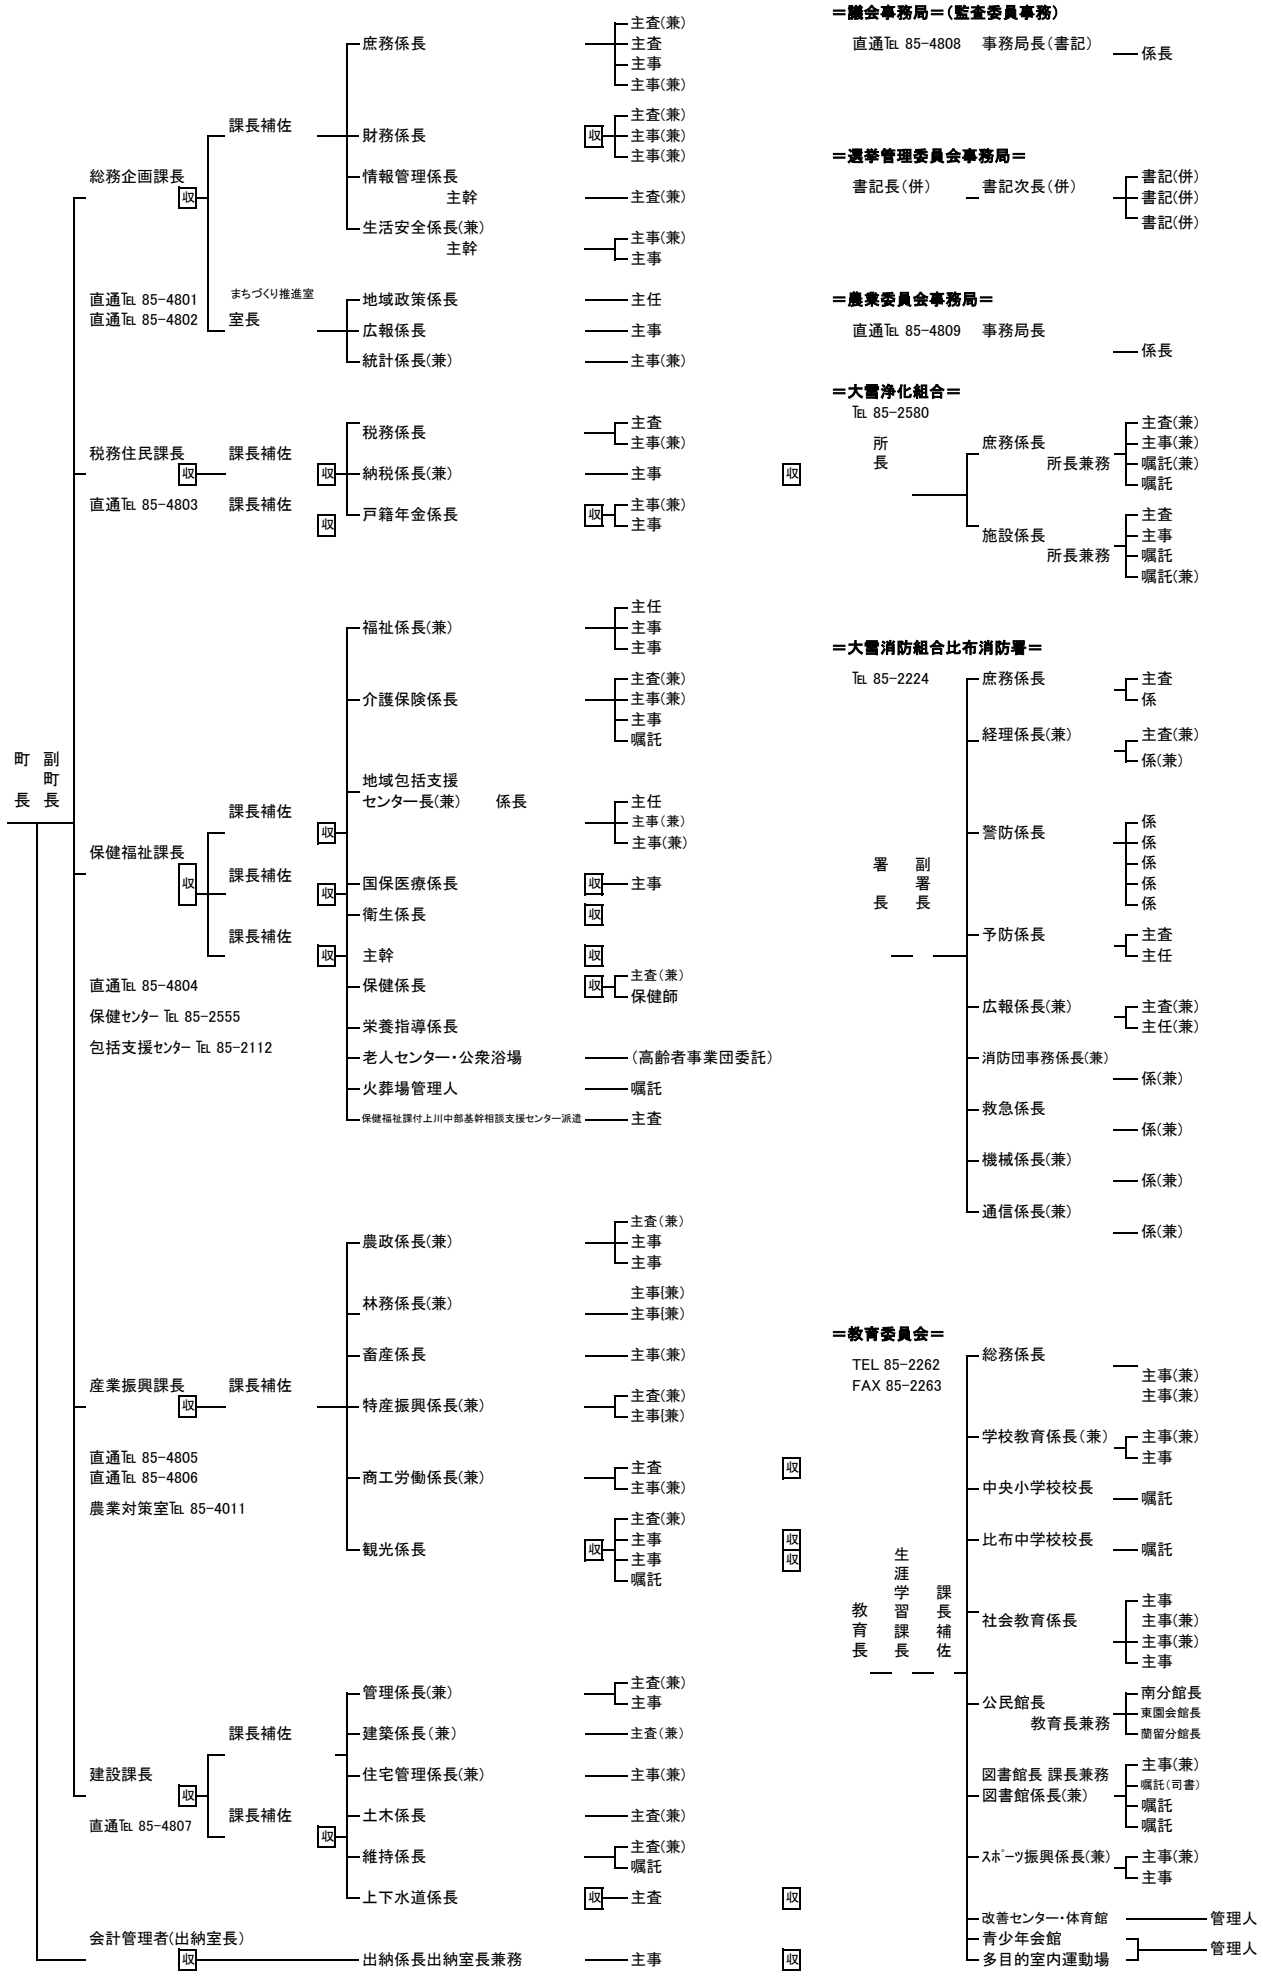 町長
副町長
総務企画課長
収
直通℡ 85-4801
直通℡ 85-4802
課長補佐
庶務係長
主査(兼)
主査
主事
主事(兼)
財務係長
収
主査(兼)
主事(兼)
主事(兼)
情報管理係長
主幹
主査(兼)
生活安全係長(兼)
主幹
主事(兼)
主事
まちづくり推進室
室長
地域政策係長
主任
広報係長
主事
統計係長(兼)
主事(兼)
税務住民課長
収
直通℡ 85-4803
課長補佐
収
課長補佐
収
税務係長
主査
主事(兼)
納税係長(兼)
主事
収
戸籍年金係長
収
主事(兼)
主事
保健福祉課長
収
直通℡ 85-4804
保健センター ℡ 85-2555
包括支援センター ℡ 85-2112
課長補佐
収
課長補佐
収
課長補佐
収
福祉係長(兼)
主任
主事
主事
介護保険係長
主査(兼)
主事(兼)
主事
嘱託
地域包括支援
センター長(兼) 係長
主任
主事(兼)
主事(兼)
国保医療係長
収
主事
衛生係長
収
主幹
収
保健係長
収
主査(兼)
保健師
栄養指導係長
老人センター・公衆浴場
(高齢者事業団委託)
火葬場管理人
嘱託
保健福祉課付上川中部基幹相談支援センター派遣
主査
産業振興課長
収
直通℡ 85-4805
直通℡ 85-4806
農業対策室℡ 85-4011
課長補佐
農政係長(兼)
主査(兼)
主事
主事
林務係長(兼)
主事{兼)
主事{兼)
畜産係長
主事(兼)
特産振興係長(兼)
主査(兼)
主事{兼)
商工労働係長(兼)
主査
主事(兼)
収
観光係長
収
主査(兼)
主事
主事
嘱託
収
収
建設課長
収
直通℡ 85-4807
課長補佐
課長補佐
収
管理係長(兼)
主査(兼)
主事
建築係長(兼)
主査(兼)
住宅管理係長(兼)
主事(兼)
土木係長
主査(兼)
維持係長
主査(兼)
嘱託
上下水道係長
収
主査
収
会計管理者(出納室長)
収
出納係長出納室長兼務
主事
収
＝議会事務局＝(監査委員事務)
直通℡ 85-4808 事務局長(書記)
係長
＝選挙管理委員会事務局＝
書記長(併)
書記次長(併)
書記(併)
書記(併)
書記(併)
＝農業委員会事務局＝
直通℡ 85-4809 事務局長
係長
＝大雪浄化組合＝
℡ 85-2580
所長
庶務係長
所長兼務
主査(兼)
主事(兼)
嘱託(兼)
嘱託
施設係長
所長兼務
主査
主事
嘱託
嘱託(兼)
＝大雪消防組合比布消防署＝
℡ 85-2224
署長
副署長
庶務係長
主査
係
経理係長(兼)
主査(兼)
係(兼)
警防係長
係
係
係
係
係
予防係長
主査
主任
広報係長(兼)
主査(兼)
主任(兼)
消防団事務係長(兼)
係(兼)
救急係長
係(兼)
機械係長(兼)
係(兼)
通信係長(兼)
係(兼)
＝教育委員会＝
TEL 85-2262
FAX 85-2263
教育長
生涯学習課長
課長補佐
総務係長
主事(兼)
主事(兼)
学校教育係長(兼)
主事(兼)
主事
中央小学校校長
嘱託
比布中学校校長
嘱託
社会教育係長
主事
主事(兼)
主事(兼)
主事
公民館長
教育長兼務
南分館長
東園会館長
蘭留分館長
図書館長 課長兼務
図書館係長(兼)
主事(兼)
嘱託(司書)
嘱託
嘱託
スポーツ振興係長(兼)
主事(兼)
主事
改善センター・体育館
管理人
青少年会館
多目的室内運動場
管理人